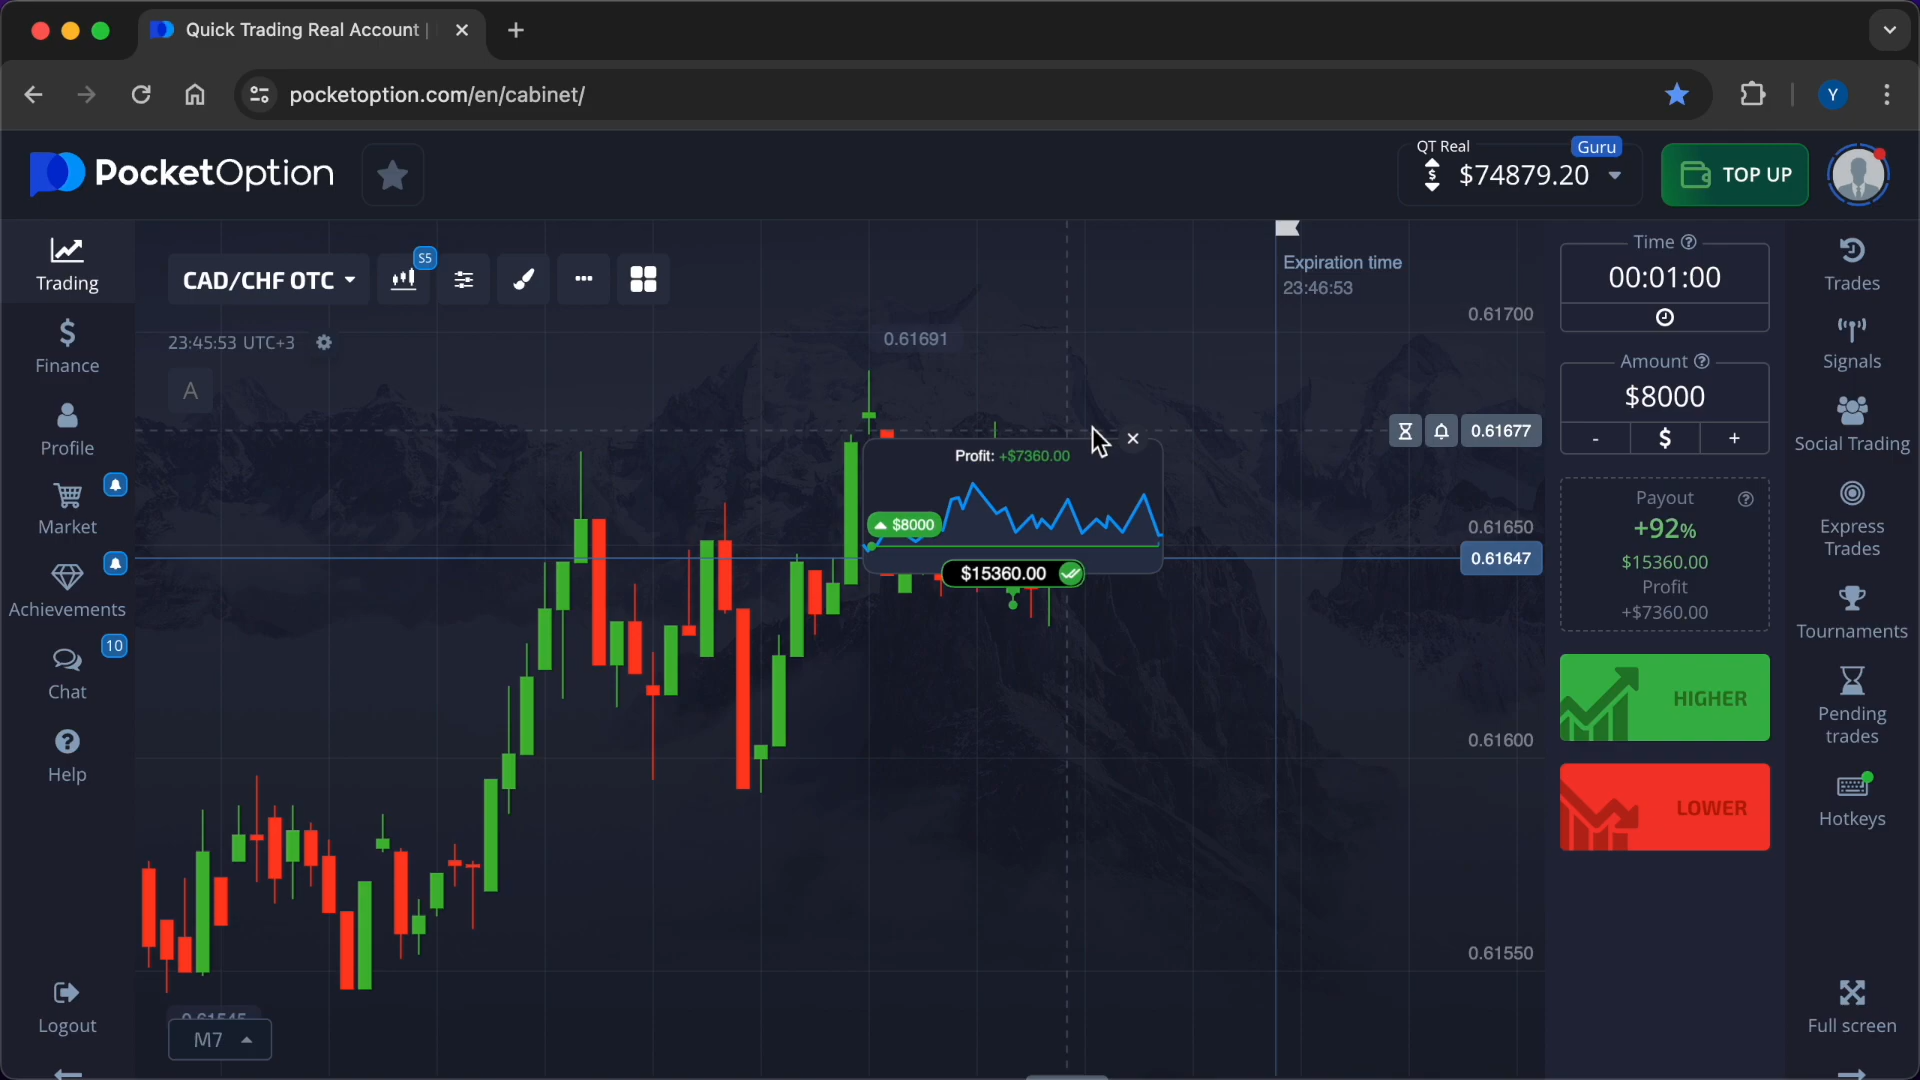 Quick Trading Real Account |
pocketoption.com/en/cabinet/
Y
PocketOption
QT Real
Guru
$74879.20
TOP UP
Trading
Finance
Profile
Market
Achievements
10
Chat
Help
Logout
CAD/CHF OTC
S5
23:45:53 UTC+3
A
0.61691
Expiration time
23:46:53
0.61700
0.61677
0.61650
0.61647
0.61600
0.61550
Profit: +$7360.00
$8000
$15360.00
0.61545
M7
Time
00:01:00
Amount
$8000
- $ +
Payout
+92%
$15360.00
Profit
+$7360.00
HIGHER
LOWER
Trades
Signals
Social Trading
Express
Trades
Tournaments
Pending
trades
Hotkeys
Full screen